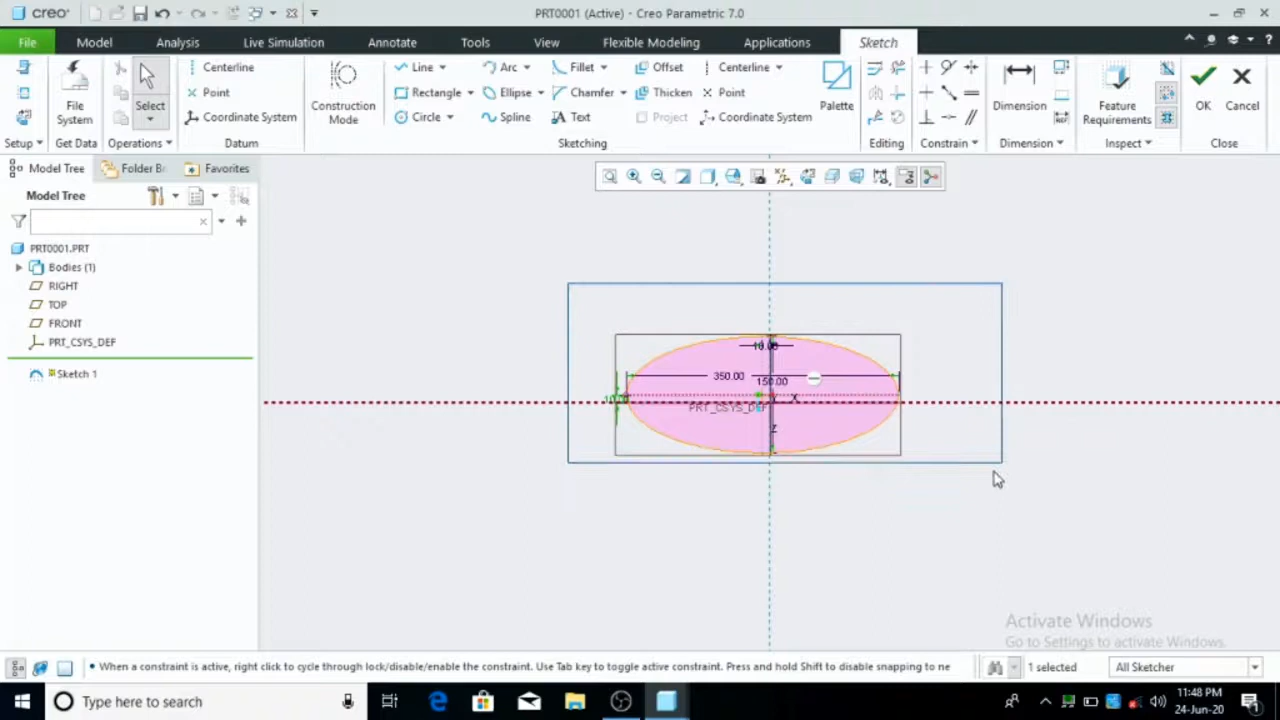 creo PRT0001 (Active) - Creo Parametric 7.0
File Model Analysis Live Simulation Annotate Tools View Flexible Modeling Applications Sketch
Centerline Line Arc Fillet Offset Centerline
Point Rectangle Ellipse Chamfer Thicken Point
Coordinate System Circle Spline Text Project Coordinate System
File System Select Construction Mode Palette Dimension Feature Requirements OK Cancel
Setup Get Data Operations Datum Sketching Editing Constrain Dimension Inspect Close
Model Tree Folder Br Favorites
Model Tree
PRT0001.PRT
Bodies (1)
RIGHT
TOP
FRONT
PRT_CSYS_DEF
Sketch 1
350.00 150.00
X
PRT_CSYS_DEF
Z
Activate Windows
Go to Settings to activate Windows.
• When a constraint is active, right click to cycle through lock/disable/enable the constraint. Use Tab key to toggle active constraint. Press and hold Shift to disable snapping to ne
1 selected All Sketcher
Type here to search
11:48 PM
24-Jun-20